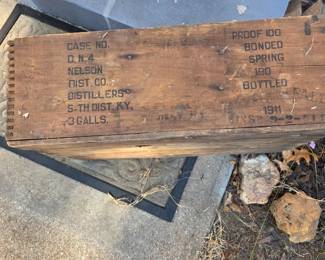 CASE NO.
D.N.4
NELSON
DIST. CO.
DISTILLERS
5-TH DIST. KY.
3 GALLS.
PROOF 100
BONDED
SPRING
190
BOTTLED
1911